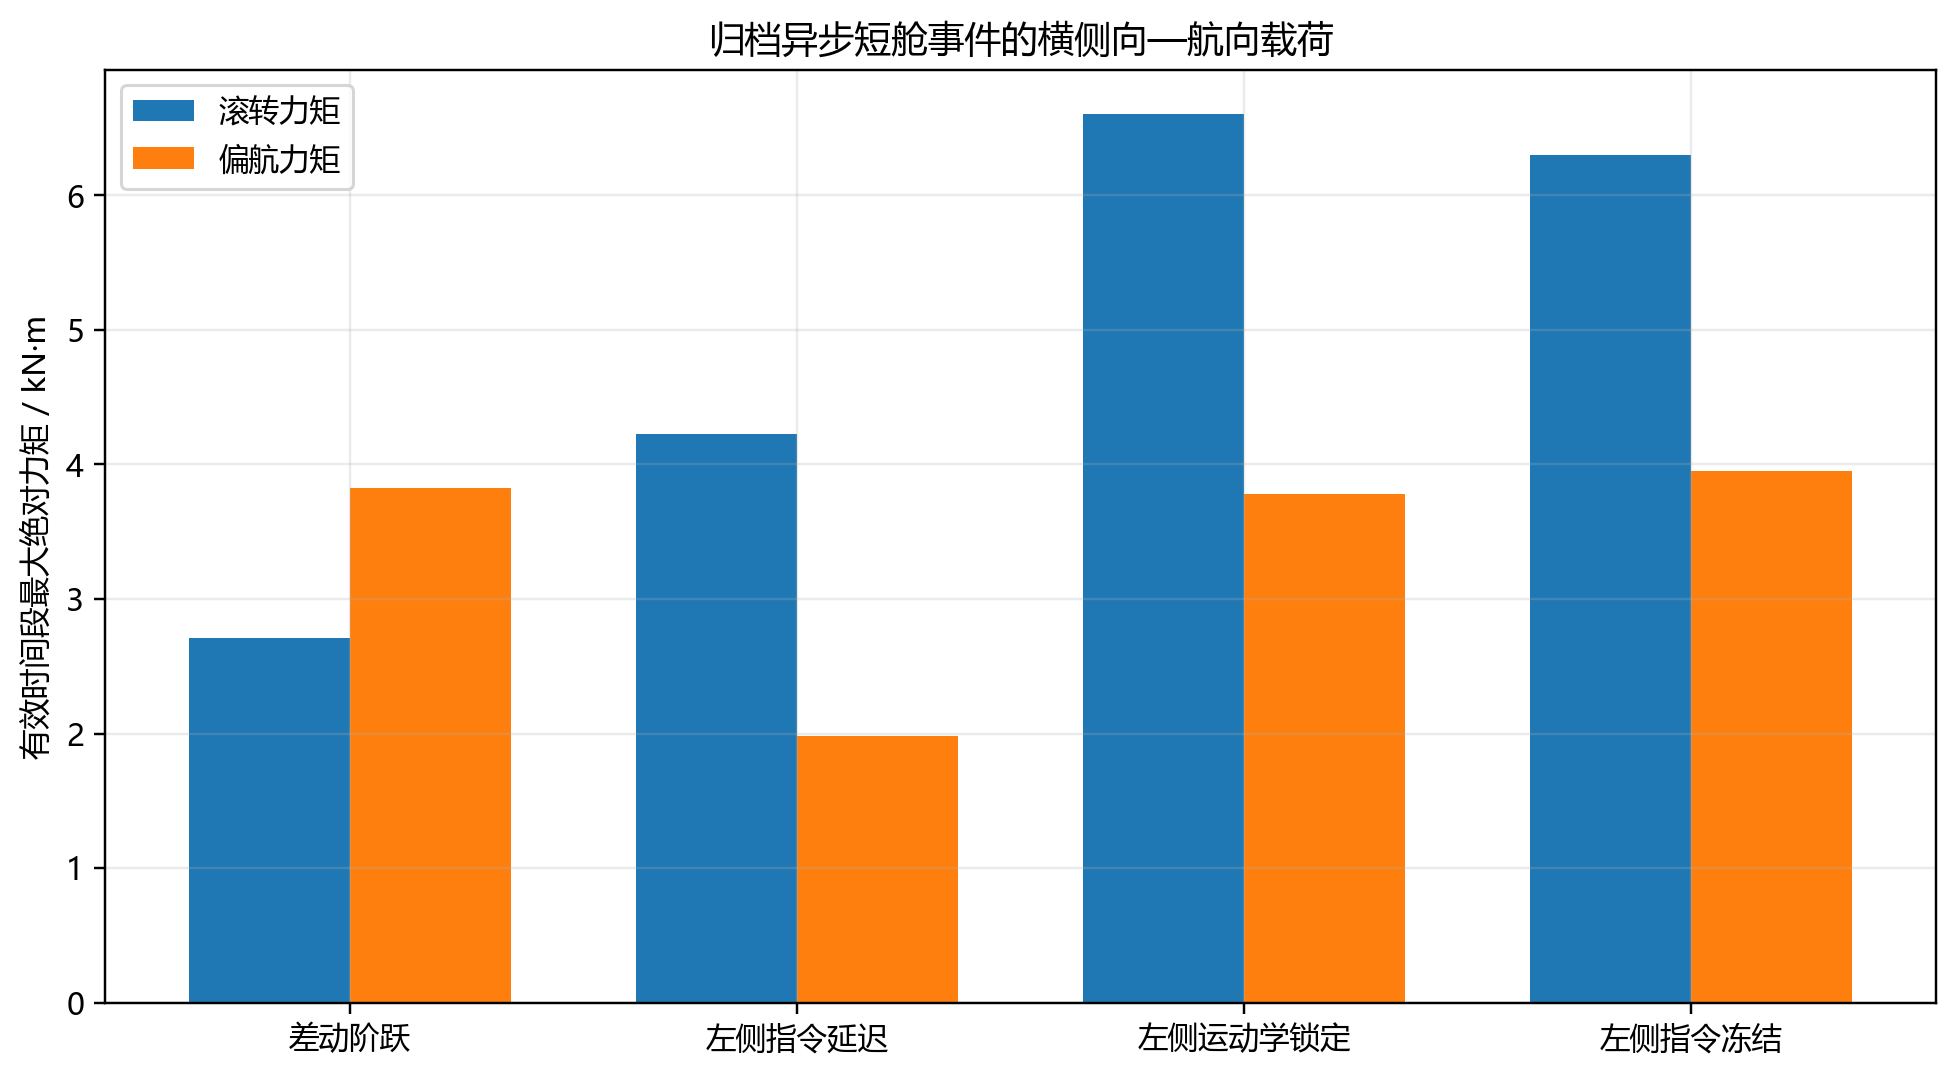 归档异步短舱事件的横侧向—航向载荷
滚转力矩
偏航力矩
有效时间段最大绝对力矩 / kN·m
6
5
4
3
2
1
0
差动阶跃
左侧指令延迟
左侧运动学锁定
左侧指令冻结